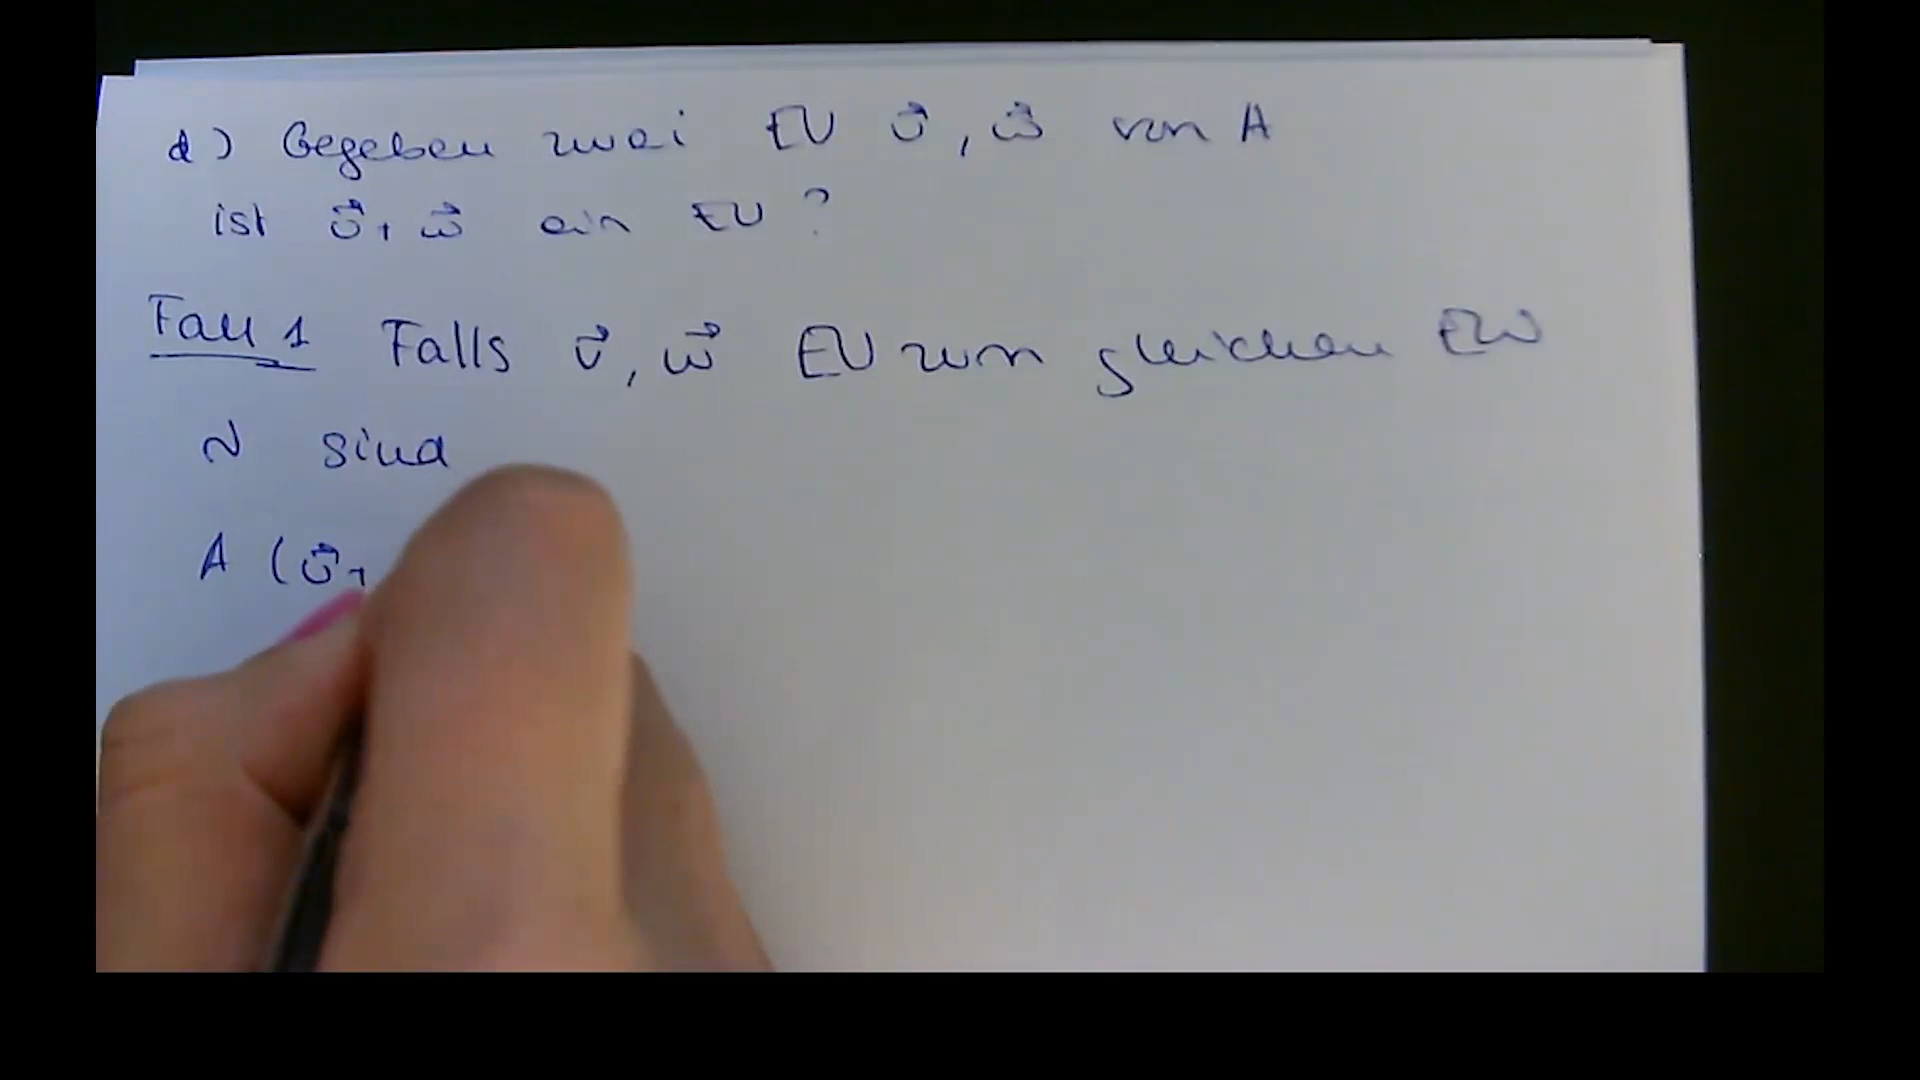 d) Gegeben zwei EV v⃗, w⃗ von A
ist v⃗+w⃗ ein EV?
Fall 1 Falls v⃗, w⃗ EV zum gleichen EW
λ sind
A (v⃗+